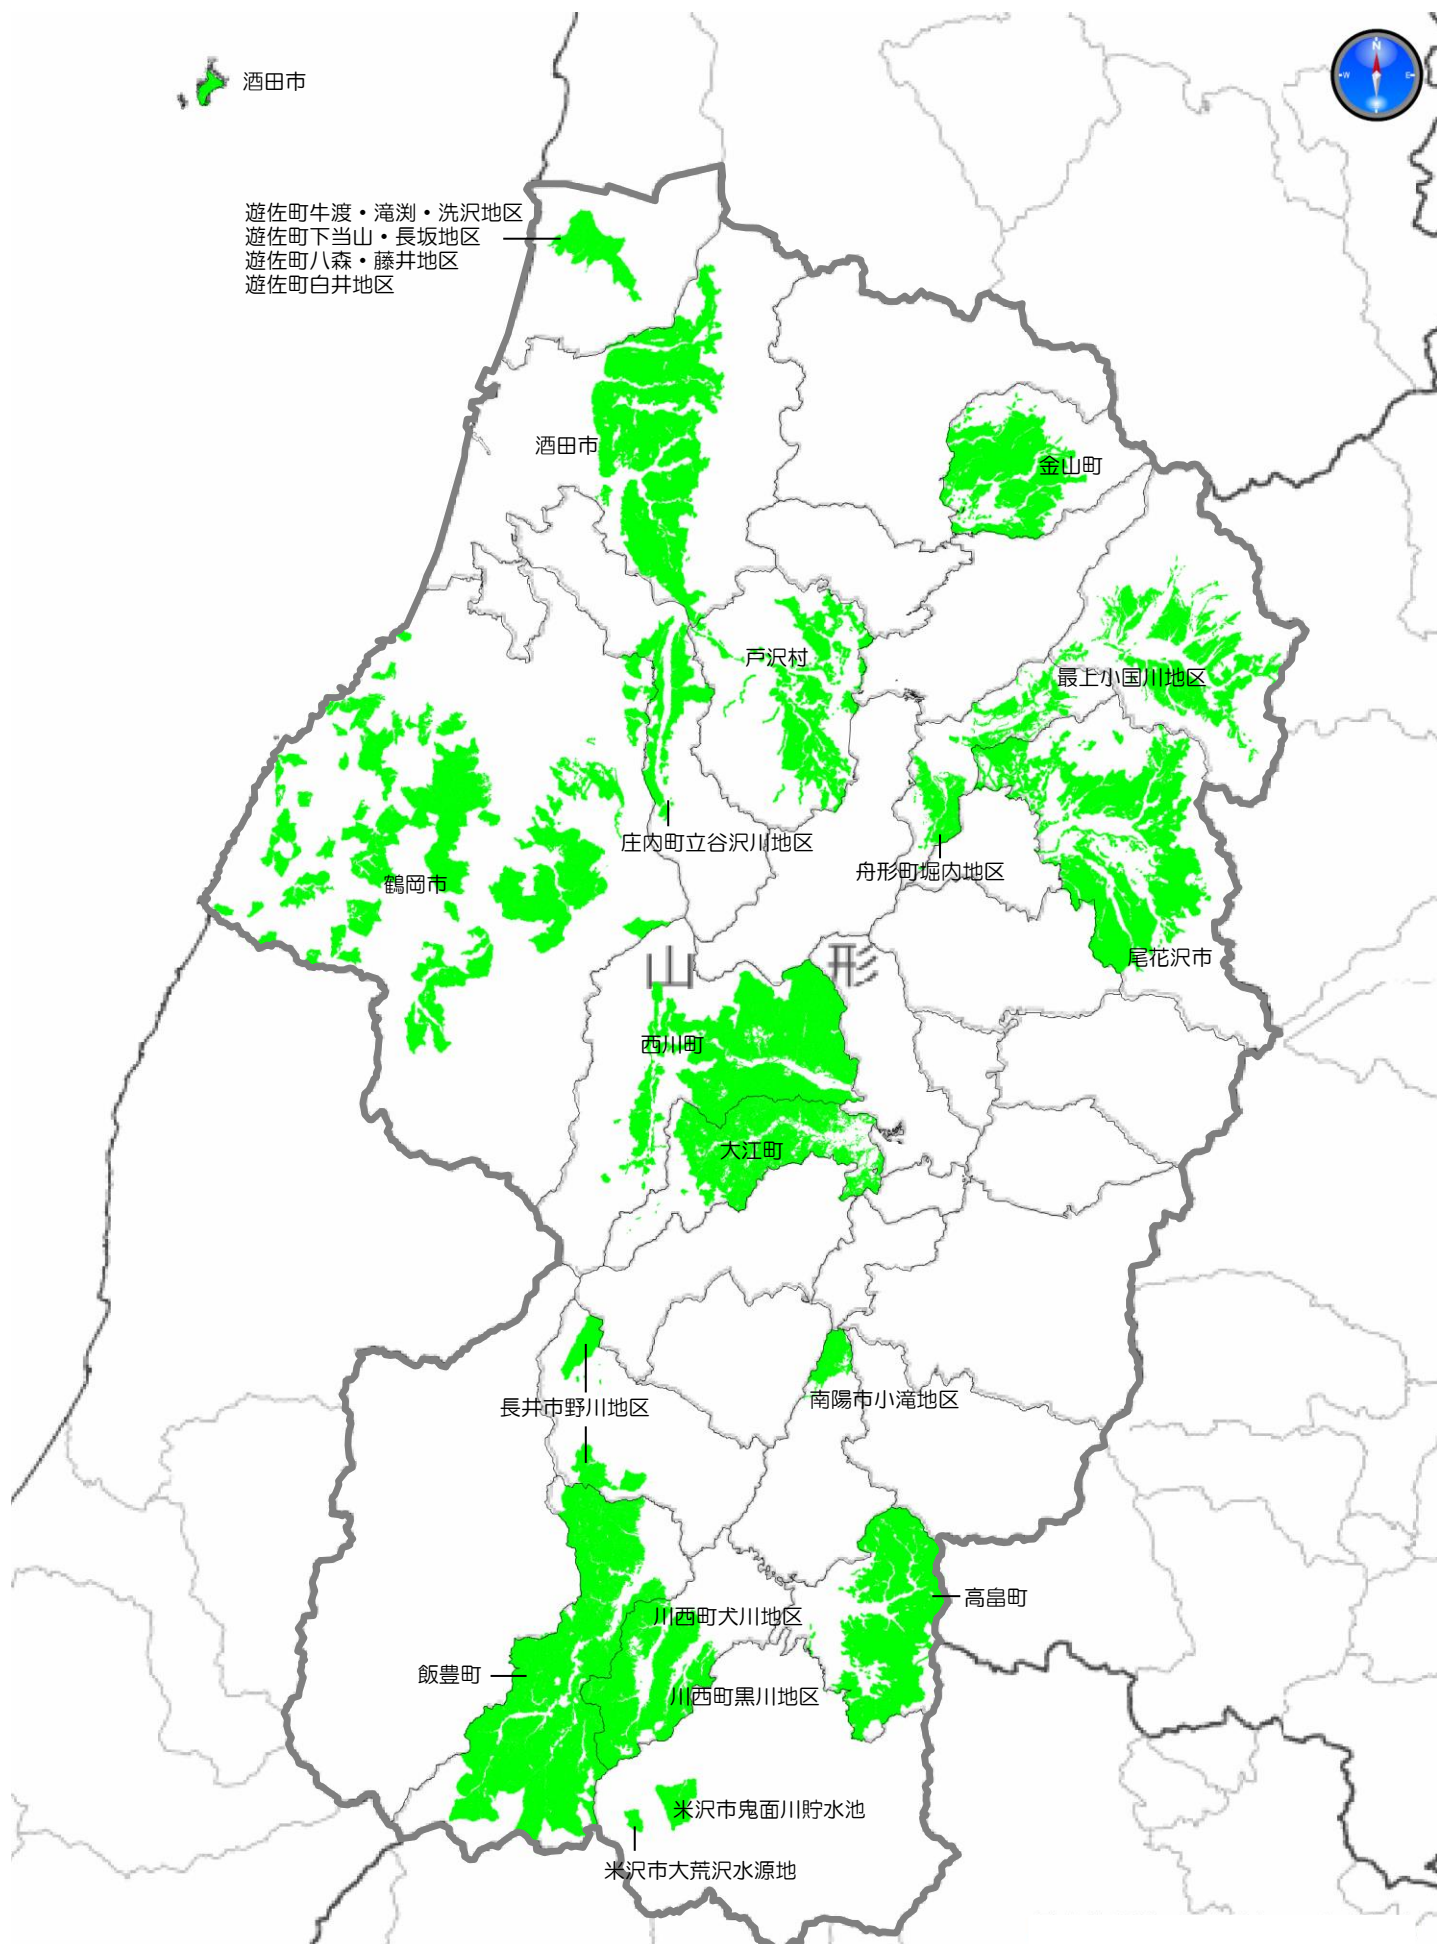 酒田市
N
W
E
遊佐町牛渡・滝渕・洗沢地区
遊佐町下当山・長坂地区
遊佐町八森・藤井地区
遊佐町白井地区
酒田市
金山町
戸沢村
最上小国川地区
庄内町立谷沢川地区
舟形町堀内地区
鶴岡市
尾花沢市
山形
西川町
大江町
長井市野川地区
南陽市小滝地区
高畠町
川西町犬川地区
飯豊町
川西町黒川地区
米沢市鬼面川貯水池
米沢市大荒沢水源地